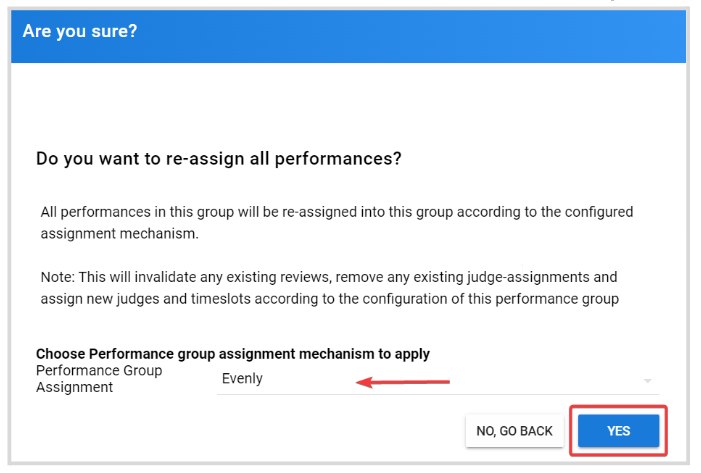 Are you sure?
Do you want to re-assign all performances?
All performances in this group will be re-assigned into this group according to the configured
assignment mechanism.
Note: This will invalidate any existing reviews, remove any existing judge-assignments and
assign new judges and timeslots according to the configuration of this performance group
Choose Performance group assignment mechanism to apply
Performance Group
Assignment
Evenly
NO, GO BACK
YES